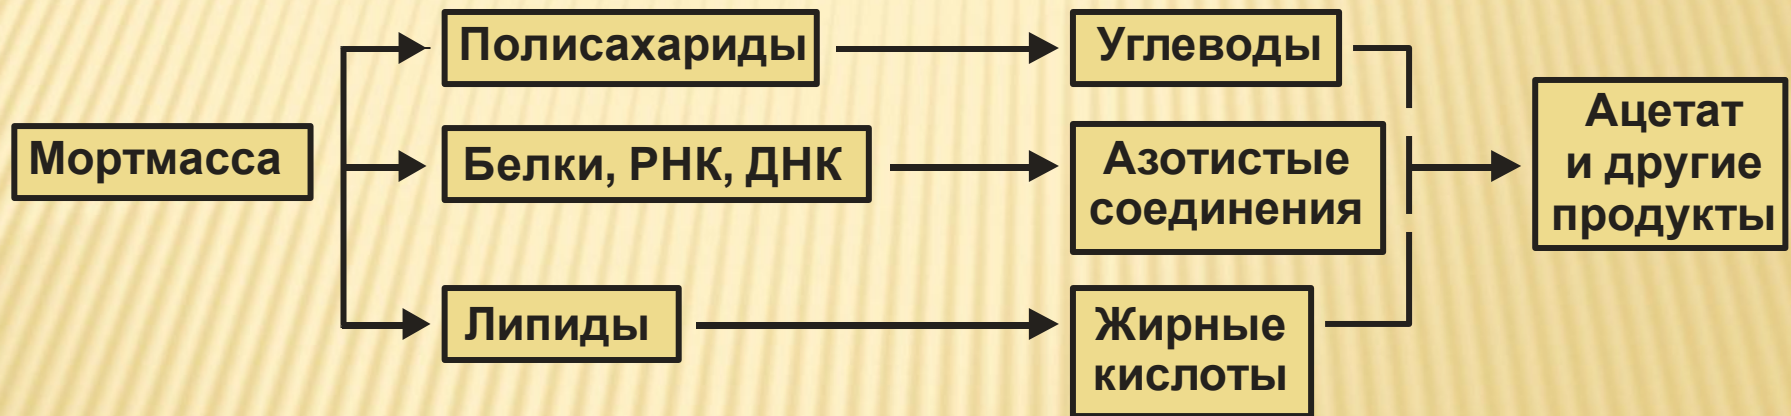 Мортмасса
Полисахариды
Белки, РНК, ДНК
Липиды
Углеводы
Азотистые
соединения
Жирные
кислоты
Ацетат
и другие
продукты